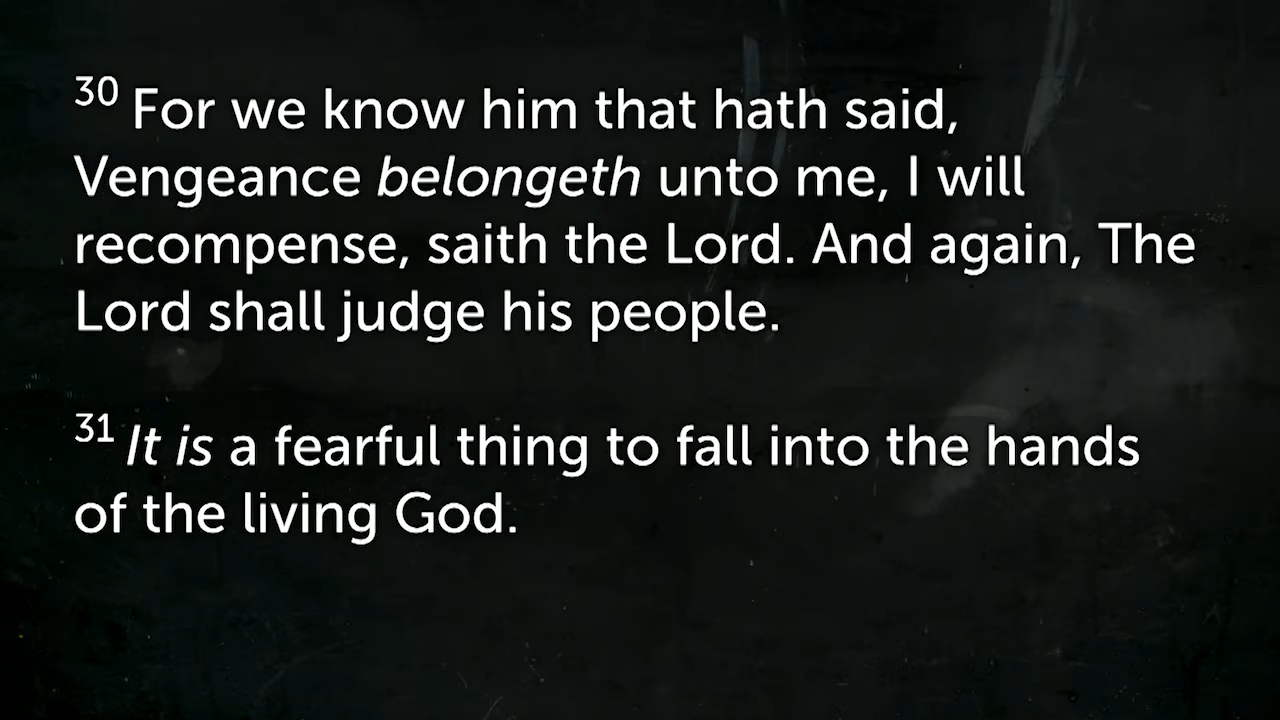 30 For we know him that hath said,
Vengeance belongeth unto me, I will
recompense, saith the Lord. And again, The
Lord shall judge his people.
31 It is a fearful thing to fall into the hands
of the living God.